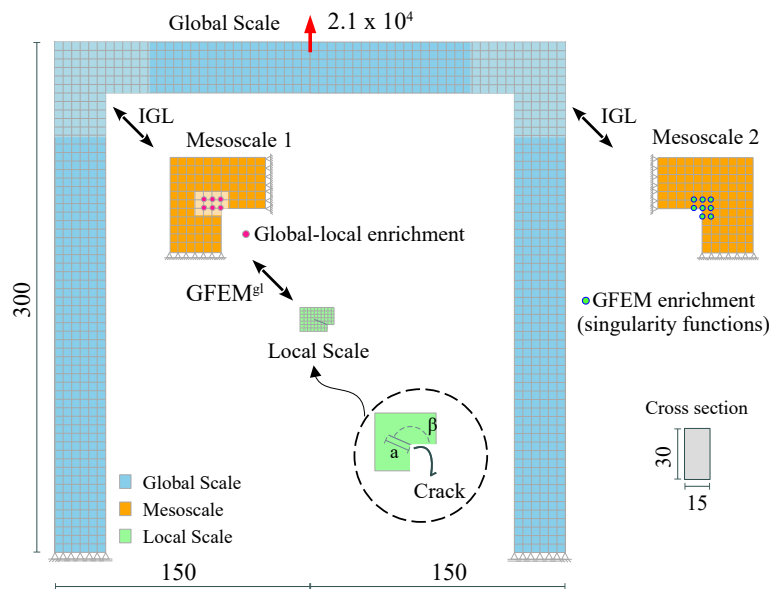 Global Scale
2.1 x 10⁴
IGL
IGL
Mesoscale 1
Mesoscale 2
Global-local enrichment
GFEMᵍˡ
300
GFEM enrichment
(singularity functions)
Local Scale
Cross section
β
a
30
Crack
15
Global Scale
Mesoscale
Local Scale
150
150